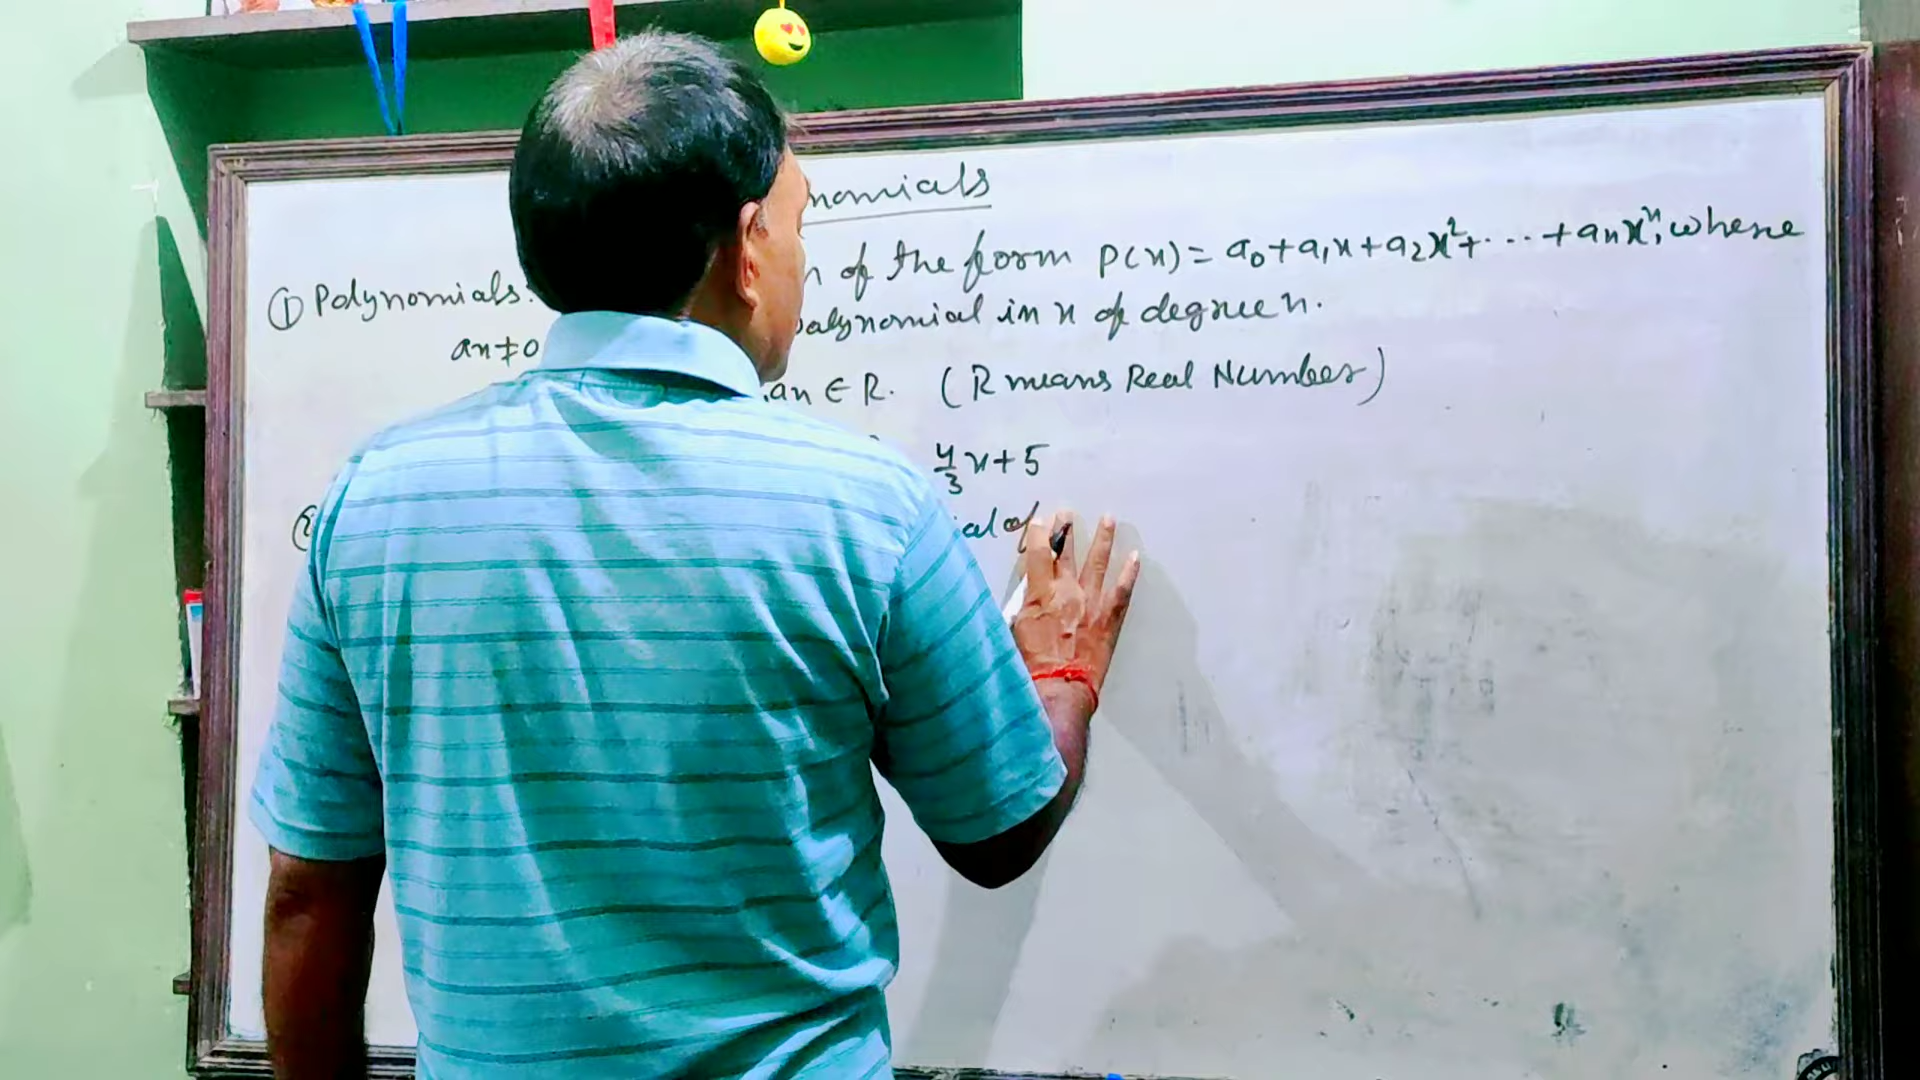 nomials
① Polynomials: n of the form P(x) = a₀ + a₁x + a₂x² + ..... + aₙxⁿ, where
aₙ ≠ 0 polynomial in x of degree n.
, aₙ ∈ R. (R means Real Number)
4/3 x + 5
ial of